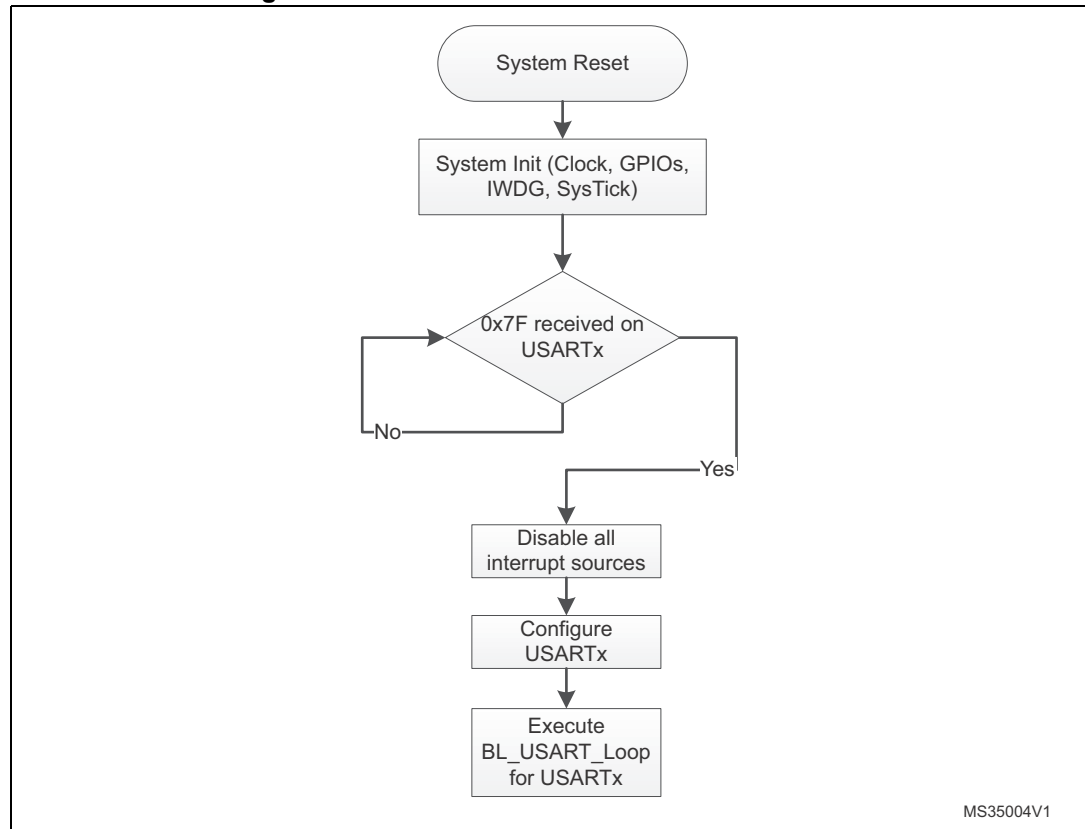 System Reset
System Init (Clock, GPIOs,
IWDG, SysTick)
0x7F received on
USARTx
No
Yes
Disable all
interrupt sources
Configure
USARTx
Execute
BL_USART_Loop
for USARTx
MS35004V1